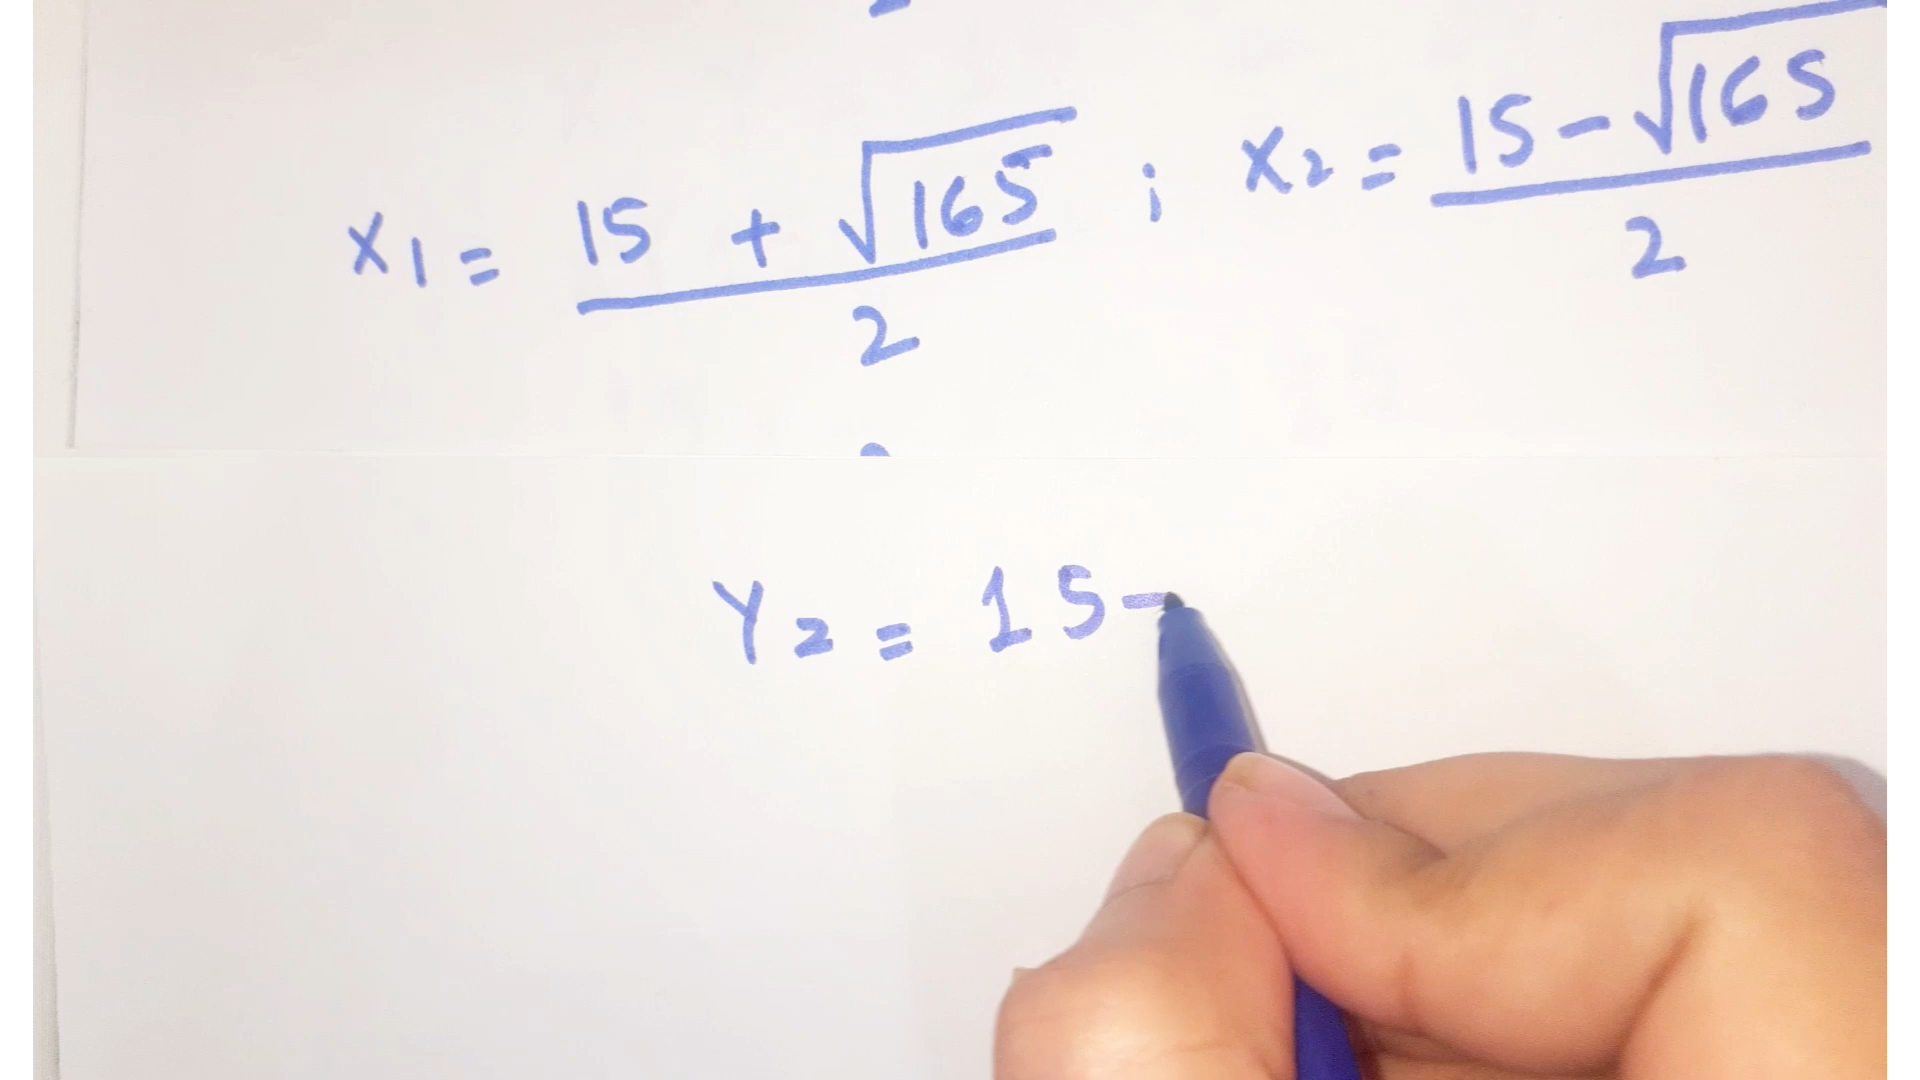 x₁ = (15 + √165)/2 ; x₂ = (15 - √165)/2
Y₂ = 15 -